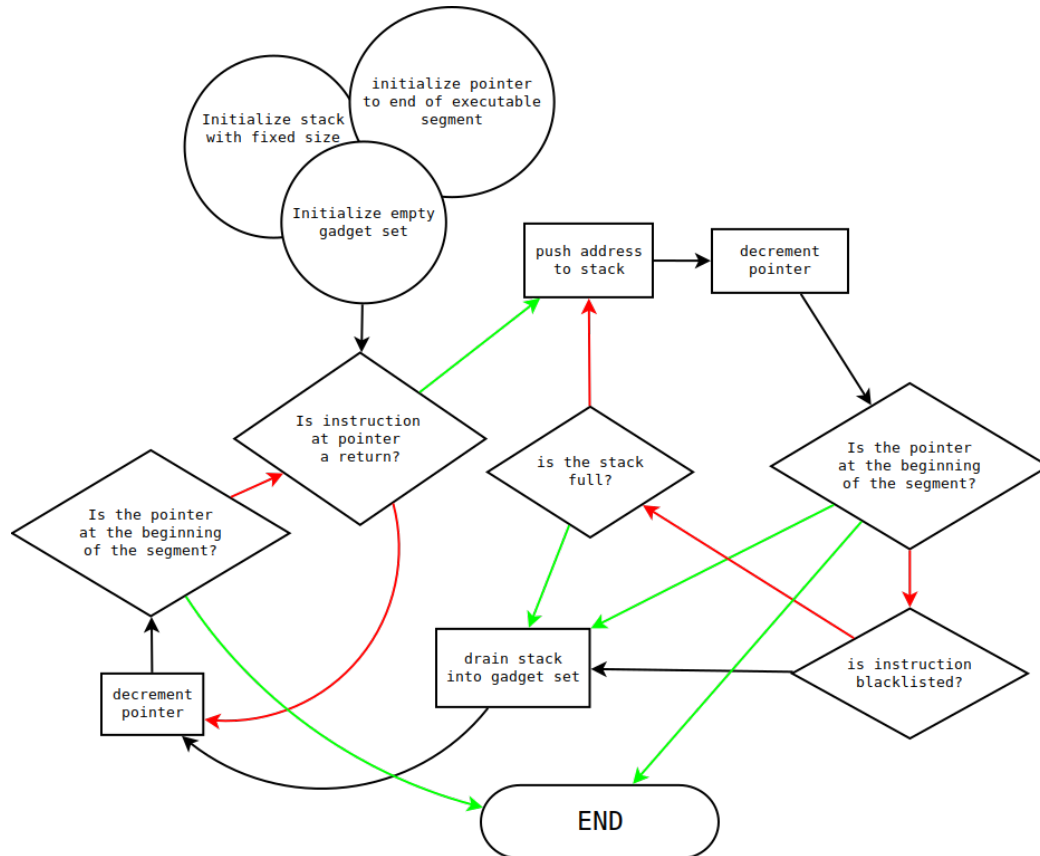 initialize pointer
to end of executable
segment
Initialize stack
with fixed size
Initialize empty
gadget set
push address
to stack
decrement
pointer
Is instruction
at pointer
a return?
is the stack
full?
Is the pointer
at the beginning
of the segment?
Is the pointer
at the beginning
of the segment?
drain stack
into gadget set
is instruction
blacklisted?
decrement
pointer
END